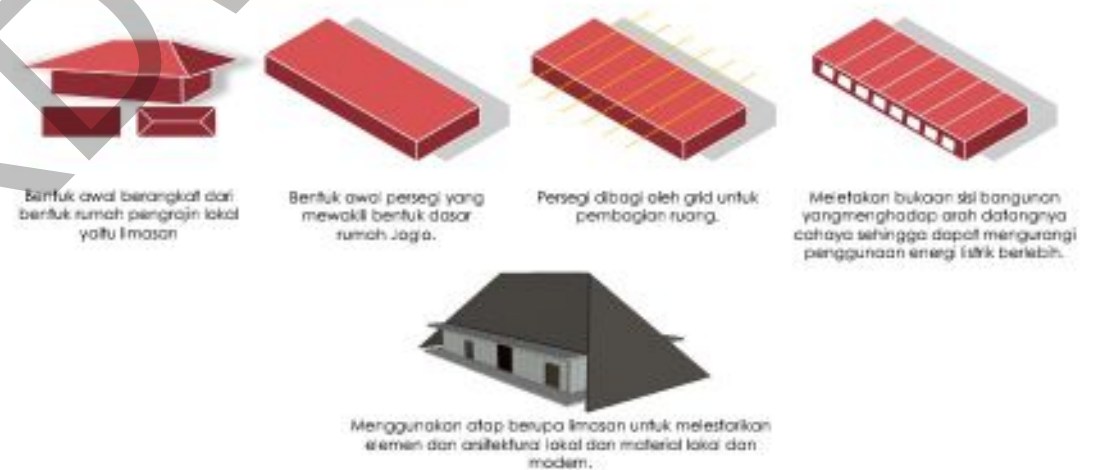 Bentuk awal berangkat dari
bentuk rumah pengrajin lokal
yaitu limasan
Bentuk awal persegi yang
mewakili bentuk dasar
rumah Joglo.
Persegi dibagi oleh grid untuk
pembagian ruang.
Meletakan bukaan sisi bangunan
yangmenghadap arah datangnya
cahaya sehingga dapat mengurangi
penggunaan energi listrik berlebih.
Menggunakan atap berupa limasan untuk melestarikan
elemen dan arsitektural lokal dan material lokal dan
modern.